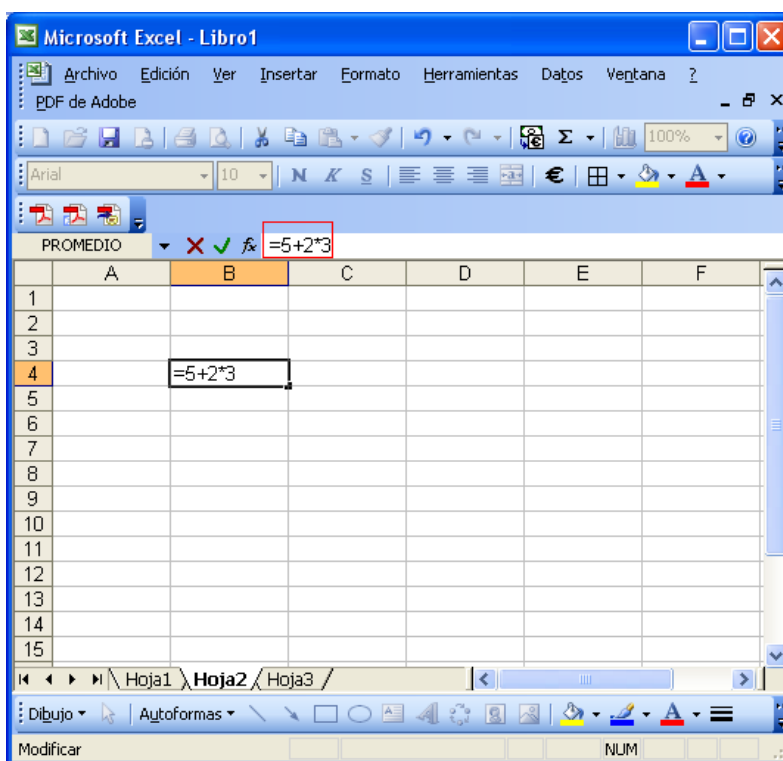 Microsoft Excel - Libro1
Archivo Edición Ver Insertar Formato Herramientas Datos Ventana ?
PDF de Adobe
100%
Arial 10 N K S €
PROMEDIO fx =5+2*3
A B C D E F
1
2
3
4 =5+2*3
5
6
7
8
9
10
11
12
13
14
15
Hoja1 Hoja2 Hoja3
Dibujo Autoformas A
Modificar NUM